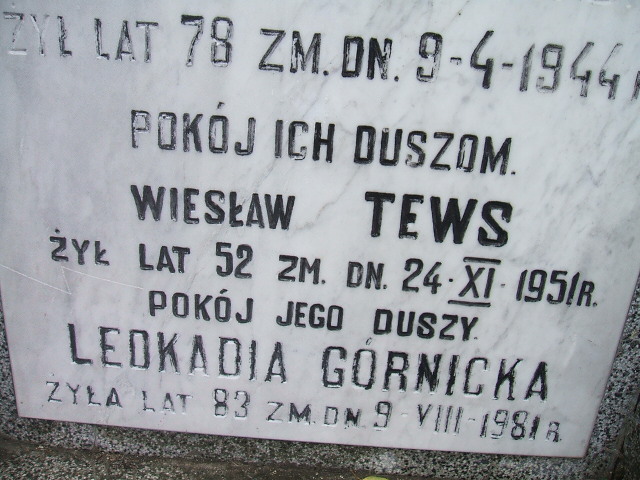 ŻYŁ LAT 78 ZM. DN. 9-4-1944 R
POKÓJ ICH DUSZOM.
WIESŁAW TEWS
ŻYŁ LAT 52 ZM. DN. 24·XI·1951R.
POKÓJ JEGO DUSZY.
LEOKADIA GÓRNICKA
ŻYŁA LAT 83 ZM. DN. 9-VIII-1981R.